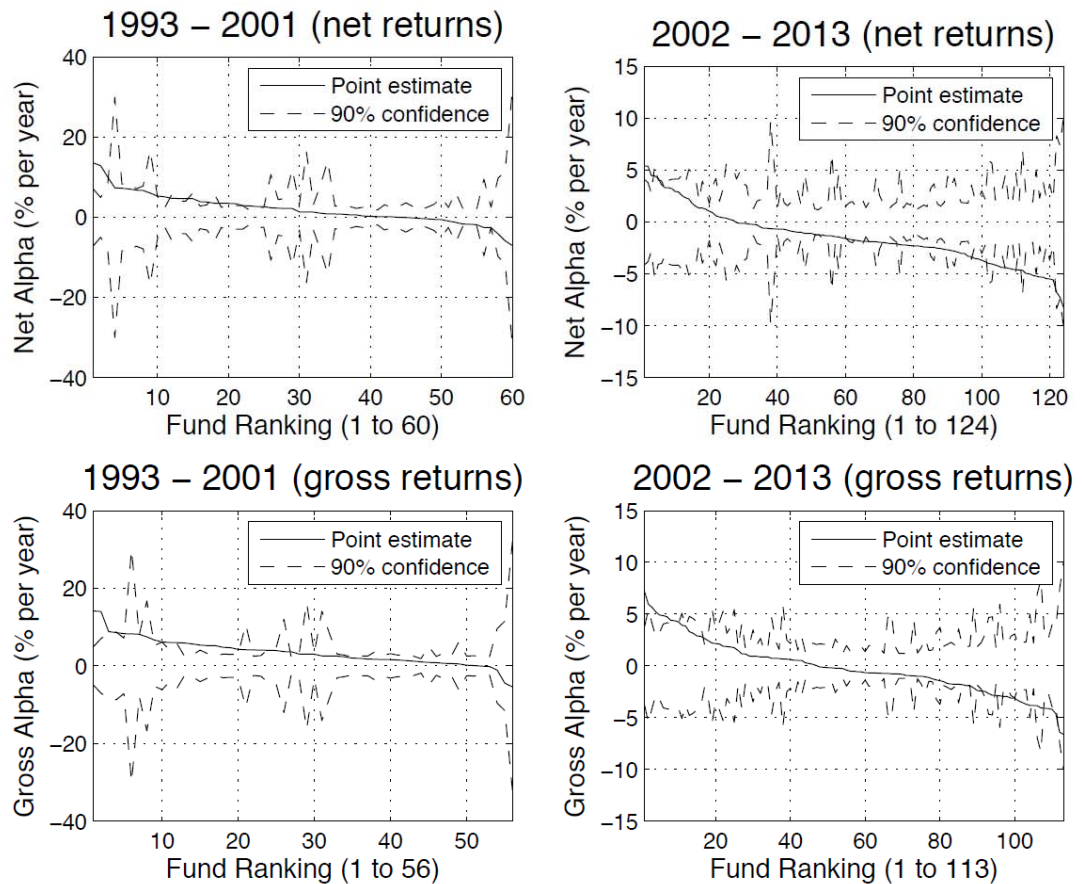 1993 – 2001 (net returns)
Net Alpha (% per year)
40
20
0
−20
−40
Point estimate
90% confidence
10 20 30 40 50 60
Fund Ranking (1 to 60)
2002 – 2013 (net returns)
Net Alpha (% per year)
15
10
5
0
−5
−10
−15
Point estimate
90% confidence
20 40 60 80 100 120
Fund Ranking (1 to 124)
1993 – 2001 (gross returns)
Gross Alpha (% per year)
40
20
0
−20
−40
Point estimate
90% confidence
10 20 30 40 50
Fund Ranking (1 to 56)
2002 – 2013 (gross returns)
Gross Alpha (% per year)
15
10
5
0
−5
−10
−15
Point estimate
90% confidence
20 40 60 80 100
Fund Ranking (1 to 113)